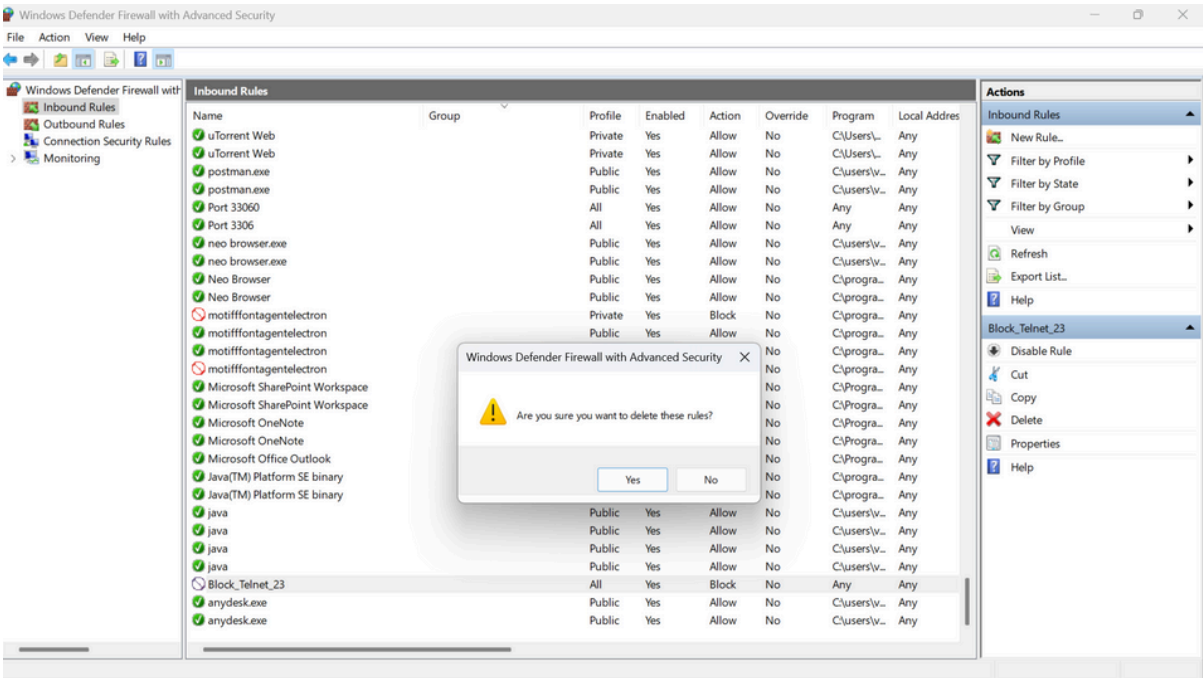 Windows Defender Firewall with Advanced Security
File Action View Help
Windows Defender Firewall with
Inbound Rules
Outbound Rules
Connection Security Rules
Monitoring
Inbound Rules
Name Group Profile Enabled Action Override Program Local Addres
uTorrent Web Private Yes Allow No C:\Users\... Any
uTorrent Web Private Yes Allow No C:\Users\... Any
postman.exe Public Yes Allow No C:\users\v... Any
postman.exe Public Yes Allow No C:\users\v... Any
Port 33060 All Yes Allow No Any Any
Port 3306 All Yes Allow No Any Any
neo browser.exe Public Yes Allow No C:\users\v... Any
neo browser.exe Public Yes Allow No C:\users\v... Any
Neo Browser Public Yes Allow No C:\progra... Any
Neo Browser Public Yes Allow No C:\progra... Any
motifffontagentelectron Private Yes Block No C:\progra... Any
motifffontagentelectron Public Yes Allow No C:\progra... Any
motifffontagentelectron No C:\progra... Any
motifffontagentelectron No C:\progra... Any
Microsoft SharePoint Workspace No C:\Progra... Any
Microsoft SharePoint Workspace No C:\Progra... Any
Microsoft OneNote No C:\Progra... Any
Microsoft OneNote No C:\Progra... Any
Microsoft Office Outlook No C:\Progra... Any
Java(TM) Platform SE binary No C:\progra... Any
Java(TM) Platform SE binary No C:\progra... Any
java Public Yes Allow No C:\users\v... Any
java Public Yes Allow No C:\users\v... Any
java Public Yes Allow No C:\users\v... Any
java Public Yes Allow No C:\users\v... Any
Block_Telnet_23 All Yes Block No Any Any
anydesk.exe Public Yes Allow No C:\users\v... Any
anydesk.exe Public Yes Allow No C:\users\v... Any
Windows Defender Firewall with Advanced Security
Are you sure you want to delete these rules?
Yes No
Actions
Inbound Rules
New Rule...
Filter by Profile
Filter by State
Filter by Group
View
Refresh
Export List...
Help
Block_Telnet_23
Disable Rule
Cut
Copy
Delete
Properties
Help